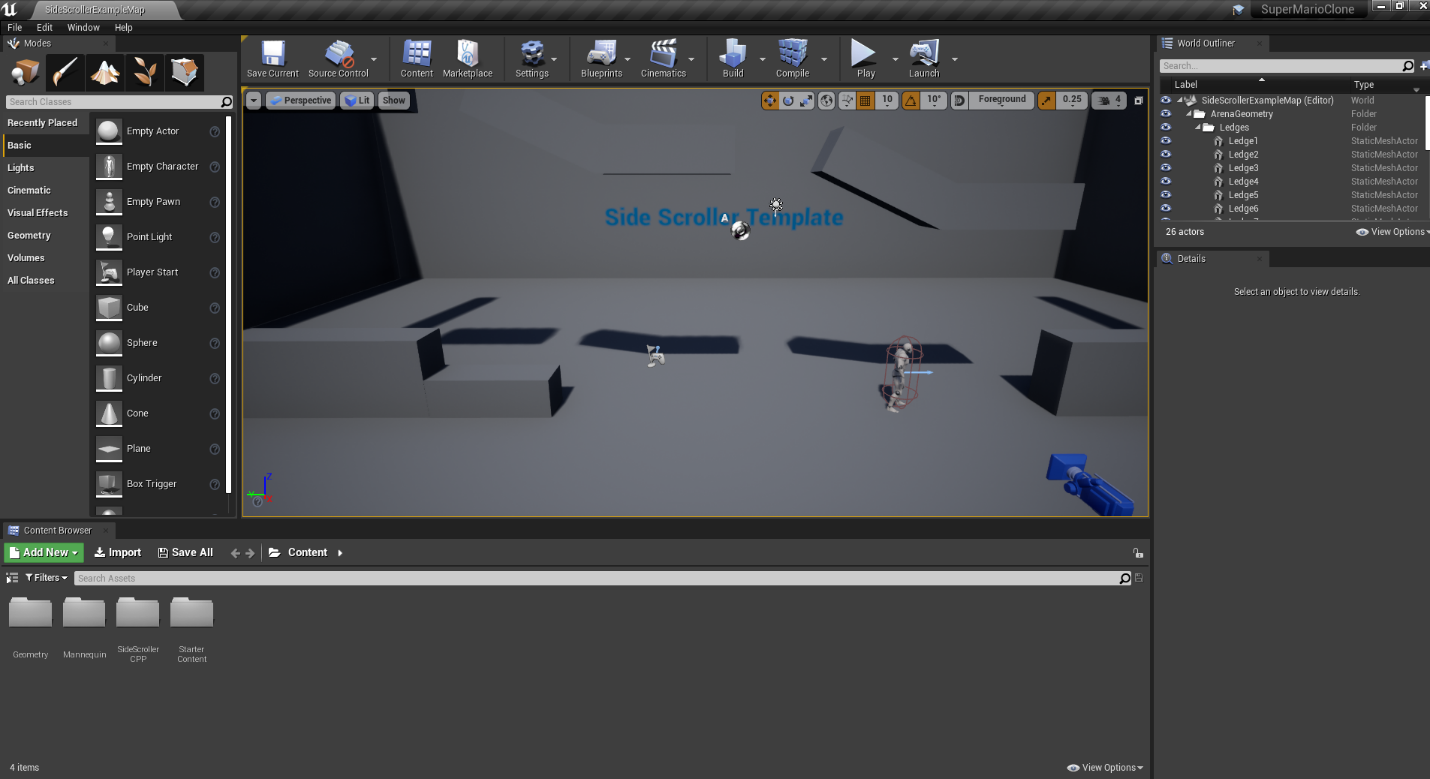 SideScrollerExampleMap
SuperMarioClone
File Edit Window Help
Modes
Search Classes
Recently Placed
Basic
Lights
Cinematic
Visual Effects
Geometry
Volumes
All Classes
Empty Actor
Empty Character
Empty Pawn
Point Light
Player Start
Cube
Sphere
Cylinder
Cone
Plane
Box Trigger
Save Current
Source Control
Content
Marketplace
Settings
Blueprints
Cinematics
Build
Compile
Play
Launch
Perspective
Lit
Show
10
10°
Foreground
0.25
4
Side Scroller Template
A
Z
Y
World Outliner
Search...
Label Type
SideScrollerExampleMap (Editor) World
ArenaGeometry Folder
Ledges Folder
Ledge1 StaticMeshActor
Ledge2 StaticMeshActor
Ledge3 StaticMeshActor
Ledge4 StaticMeshActor
Ledge5 StaticMeshActor
Ledge6 StaticMeshActor
26 actors
View Options
Details
Select an object to view details.
Content Browser
Add New
Import
Save All
Content
Filters
Search Assets
Geometry
Mannequin
SideScroller
CPP
Starter
Content
4 items
View Options